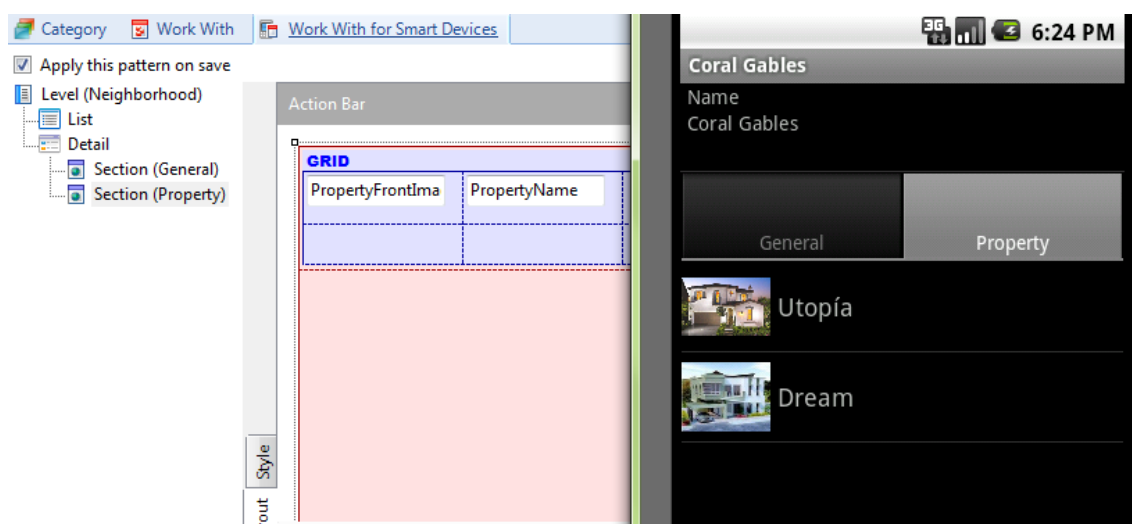 Category Work With Work With for Smart Devices
Apply this pattern on save
Level (Neighborhood)
List
Detail
Section (General)
Section (Property)
Action Bar
GRID
PropertyFrontIma PropertyName
Style
3G 6:24 PM
Coral Gables
Name
Coral Gables
General Property
Utopía
Dream